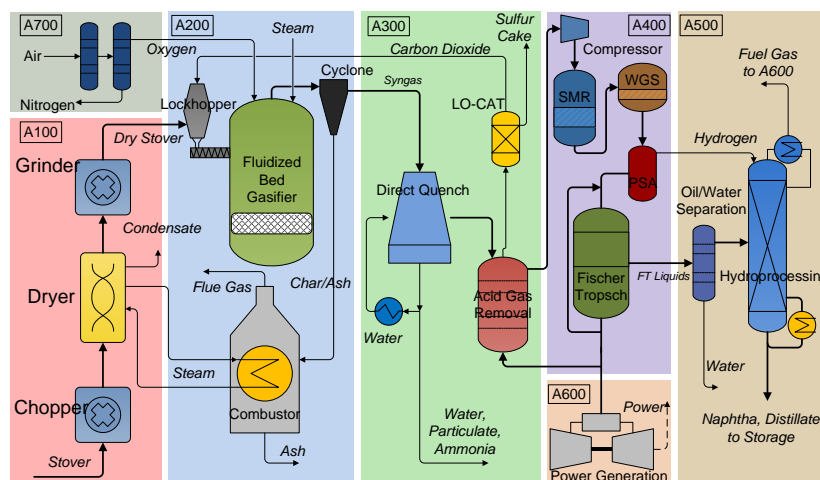 A700
Air
Oxygen
Nitrogen
A100
Grinder
Dry Stover
Condensate
Dryer
Steam
Chopper
Stover
A200
Steam
Cyclone
Lockhopper
Fluidized
Bed
Gasifier
Flue Gas
Char/Ash
Combustor
Ash
A300
Carbon Dioxide
Sulfur
Cake
Syngas
LO-CAT
Direct Quench
Water
Acid Gas
Removal
Water,
Particulate,
Ammonia
A400
Compressor
SMR
WGS
PSA
Hydrogen
Fischer
Tropsch
FT Liquids
A600
Power
Power Generation
A500
Fuel Gas
to A600
Oil/Water
Separation
Hydroprocessin
Water
Naphtha, Distillate
to Storage